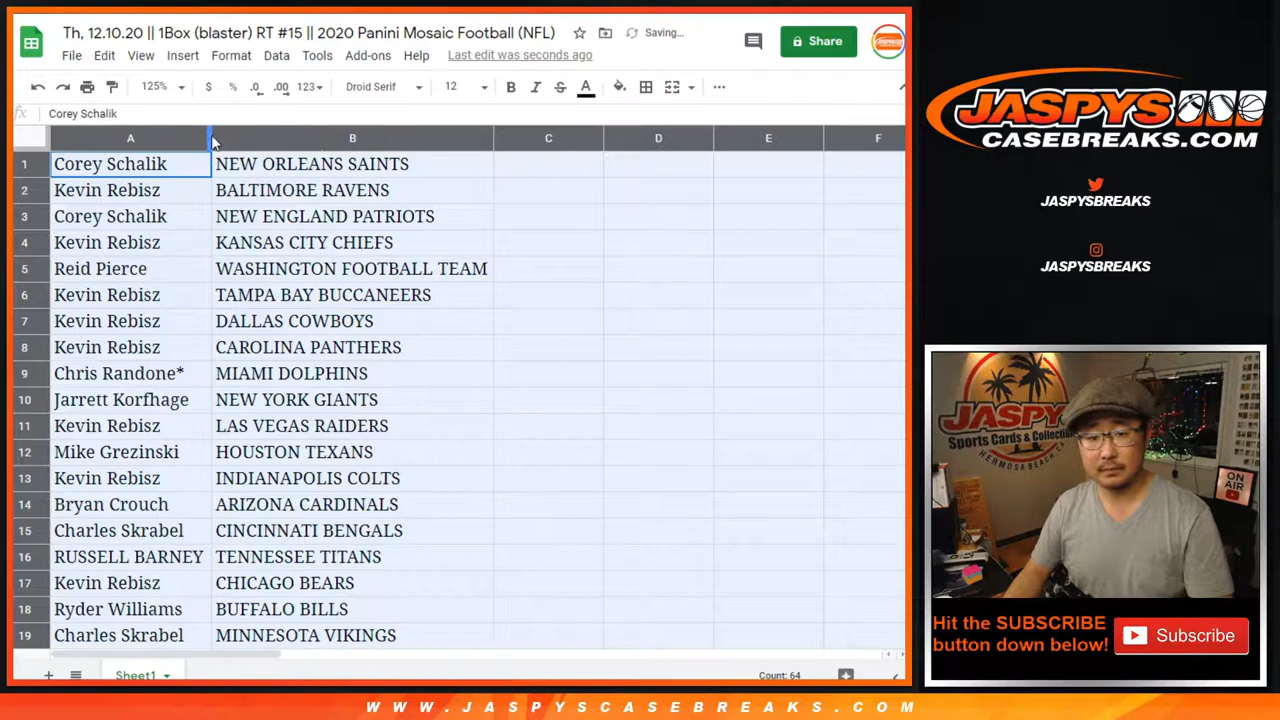 Th, 12.10.20 || 1Box (blaster) RT #15 || 2020 Panini Mosaic Football (NFL) Saving...
File Edit View Insert Format Data Tools Add-ons Help Last edit was seconds ago
Share
125% $ % .0 .00 123 Droid Serif 12 B I S A
fx Corey Schalik
A B C D E F
1 Corey Schalik NEW ORLEANS SAINTS
2 Kevin Rebisz BALTIMORE RAVENS
3 Corey Schalik NEW ENGLAND PATRIOTS
4 Kevin Rebisz KANSAS CITY CHIEFS
5 Reid Pierce WASHINGTON FOOTBALL TEAM
6 Kevin Rebisz TAMPA BAY BUCCANEERS
7 Kevin Rebisz DALLAS COWBOYS
8 Kevin Rebisz CAROLINA PANTHERS
9 Chris Randone* MIAMI DOLPHINS
10 Jarrett Korfhage NEW YORK GIANTS
11 Kevin Rebisz LAS VEGAS RAIDERS
12 Mike Grezinski HOUSTON TEXANS
13 Kevin Rebisz INDIANAPOLIS COLTS
14 Bryan Crouch ARIZONA CARDINALS
15 Charles Skrabel CINCINNATI BENGALS
16 RUSSELL BARNEY TENNESSEE TITANS
17 Kevin Rebisz CHICAGO BEARS
18 Ryder Williams BUFFALO BILLS
19 Charles Skrabel MINNESOTA VIKINGS
Sheet1 Count: 64
JASPYS
CASEBREAKS.COM
JASPYSBREAKS
JASPYSBREAKS
JASPYS
Sports Cards & Collectibles
HERMOSA BEACH, CA
ON AIR
Hit the SUBSCRIBE
button down below!
Subscribe
WWW.JASPYSCASEBREAKS.COM